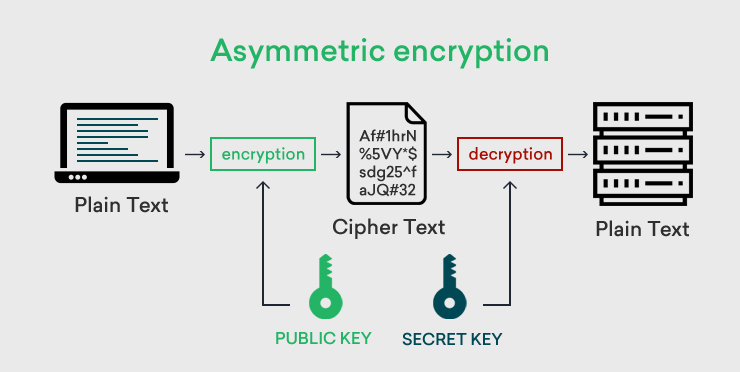 Asymmetric encryption
encryption
Af#1hrN
%5VY*$
sdg25^f
aJQ#32
decryption
Plain Text
Cipher Text
Plain Text
PUBLIC KEY
SECRET KEY